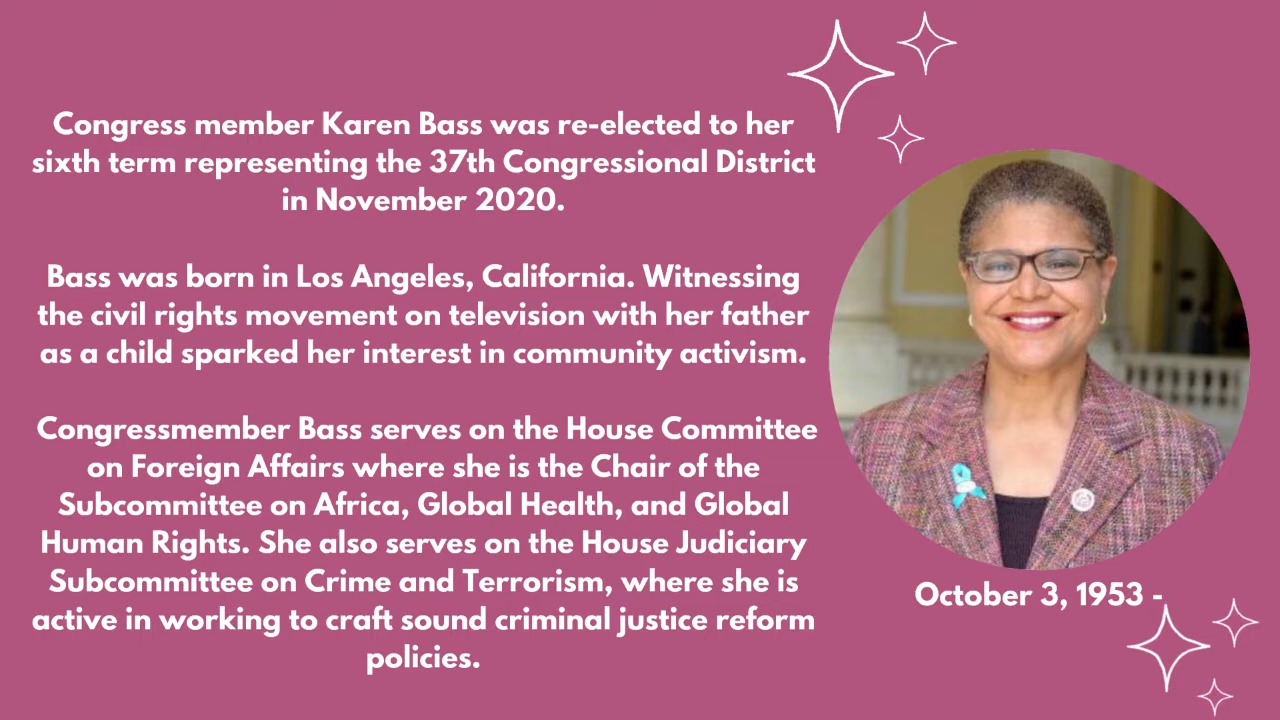 Congress member Karen Bass was re-elected to her
sixth term representing the 37th Congressional District
in November 2020.
Bass was born in Los Angeles, California. Witnessing
the civil rights movement on television with her father
as a child sparked her interest in community activism.
Congressmember Bass serves on the House Committee
on Foreign Affairs where she is the Chair of the
Subcommittee on Africa, Global Health, and Global
Human Rights. She also serves on the House Judiciary
Subcommittee on Crime and Terrorism, where she is
active in working to craft sound criminal justice reform
policies.
October 3, 1953 -